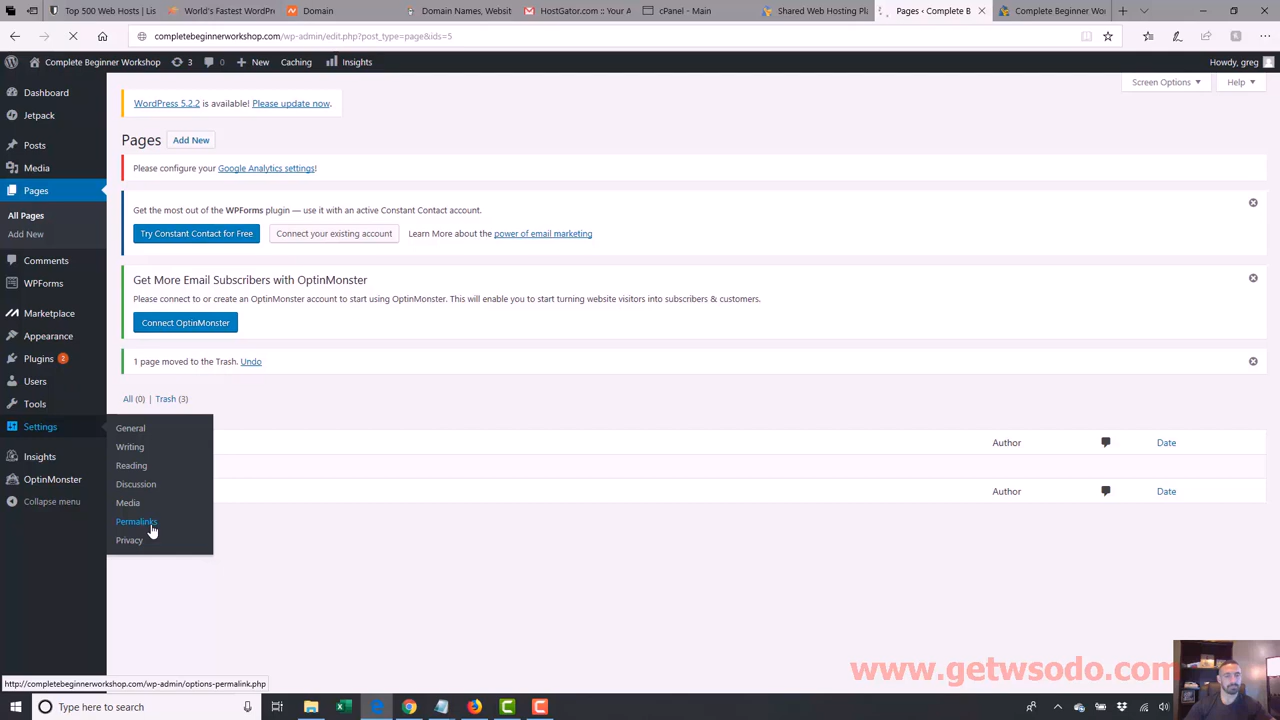 Top 500 Web Hosts L
World's Fastest WordPr
Domain
Domain Names, Websit
HostGator.com :: Your A
cPanel - Main
Shared Web Hosting Pla
Pages ‹ Complete B
Complete Beginner Wor
completebeginnerworkshop.com/wp-admin/edit.php?post_type=page&ids=5
Complete Beginner Workshop
3
0
New
Caching
Insights
Howdy, greg
Screen Options
Help
Dashboard
Jetpack
Posts
Media
Pages
All Pages
Add New
Comments
WPForms
Marketplace
Appearance
Plugins 2
Users
Tools
Settings
Insights
OptinMonster
Collapse menu
WordPress 5.2.2 is available! Please update now.
Pages
Add New
Please configure your Google Analytics settings!
Get the most out of the WPForms plugin — use it with an active Constant Contact account.
Try Constant Contact for Free
Connect your existing account
Learn More about the power of email marketing
Get More Email Subscribers with OptinMonster
Please connect to or create an OptinMonster account to start using OptinMonster. This will enable you to start turning website visitors into subscribers & customers.
Connect OptinMonster
1 page moved to the Trash. Undo
All (0) | Trash (3)
General
Writing
Reading
Discussion
Media
Permalinks
Privacy
Author
Date
Author
Date
www.getwsodo.com
http://completebeginnerworkshop.com/wp-admin/options-permalink.php
Type here to search